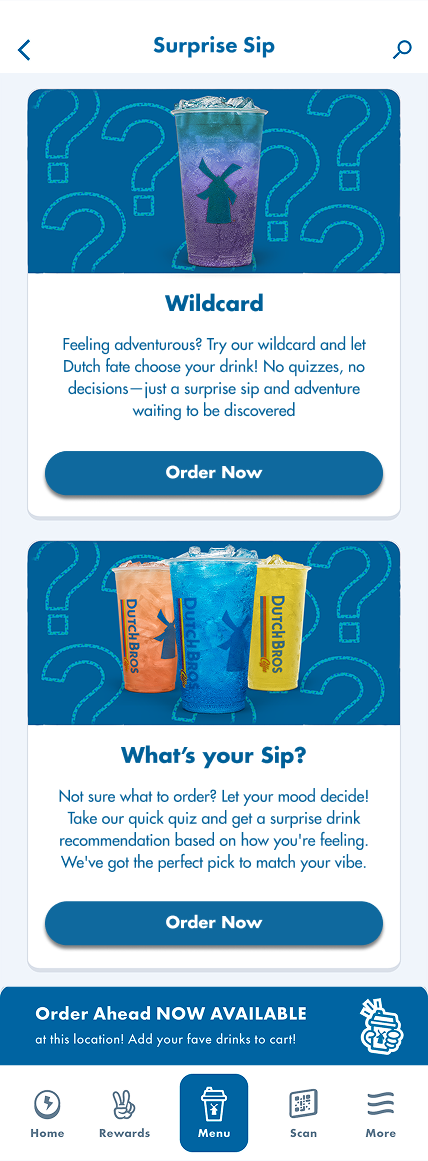 Surprise Sip
Wildcard
Feeling adventurous? Try our wildcard and let
Dutch fate choose your drink! No quizzes, no
decisions—just a surprise sip and adventure
waiting to be discovered
Order Now
DUTCH BROS
DUTCH BROS
DUTCH BROS
What's your Sip?
Not sure what to order? Let your mood decide!
Take our quick quiz and get a surprise drink
recommendation based on how you're feeling.
We've got the perfect pick to match your vibe.
Order Now
Order Ahead NOW AVAILABLE
at this location! Add your fave drinks to cart!
Home
Rewards
Menu
Scan
More